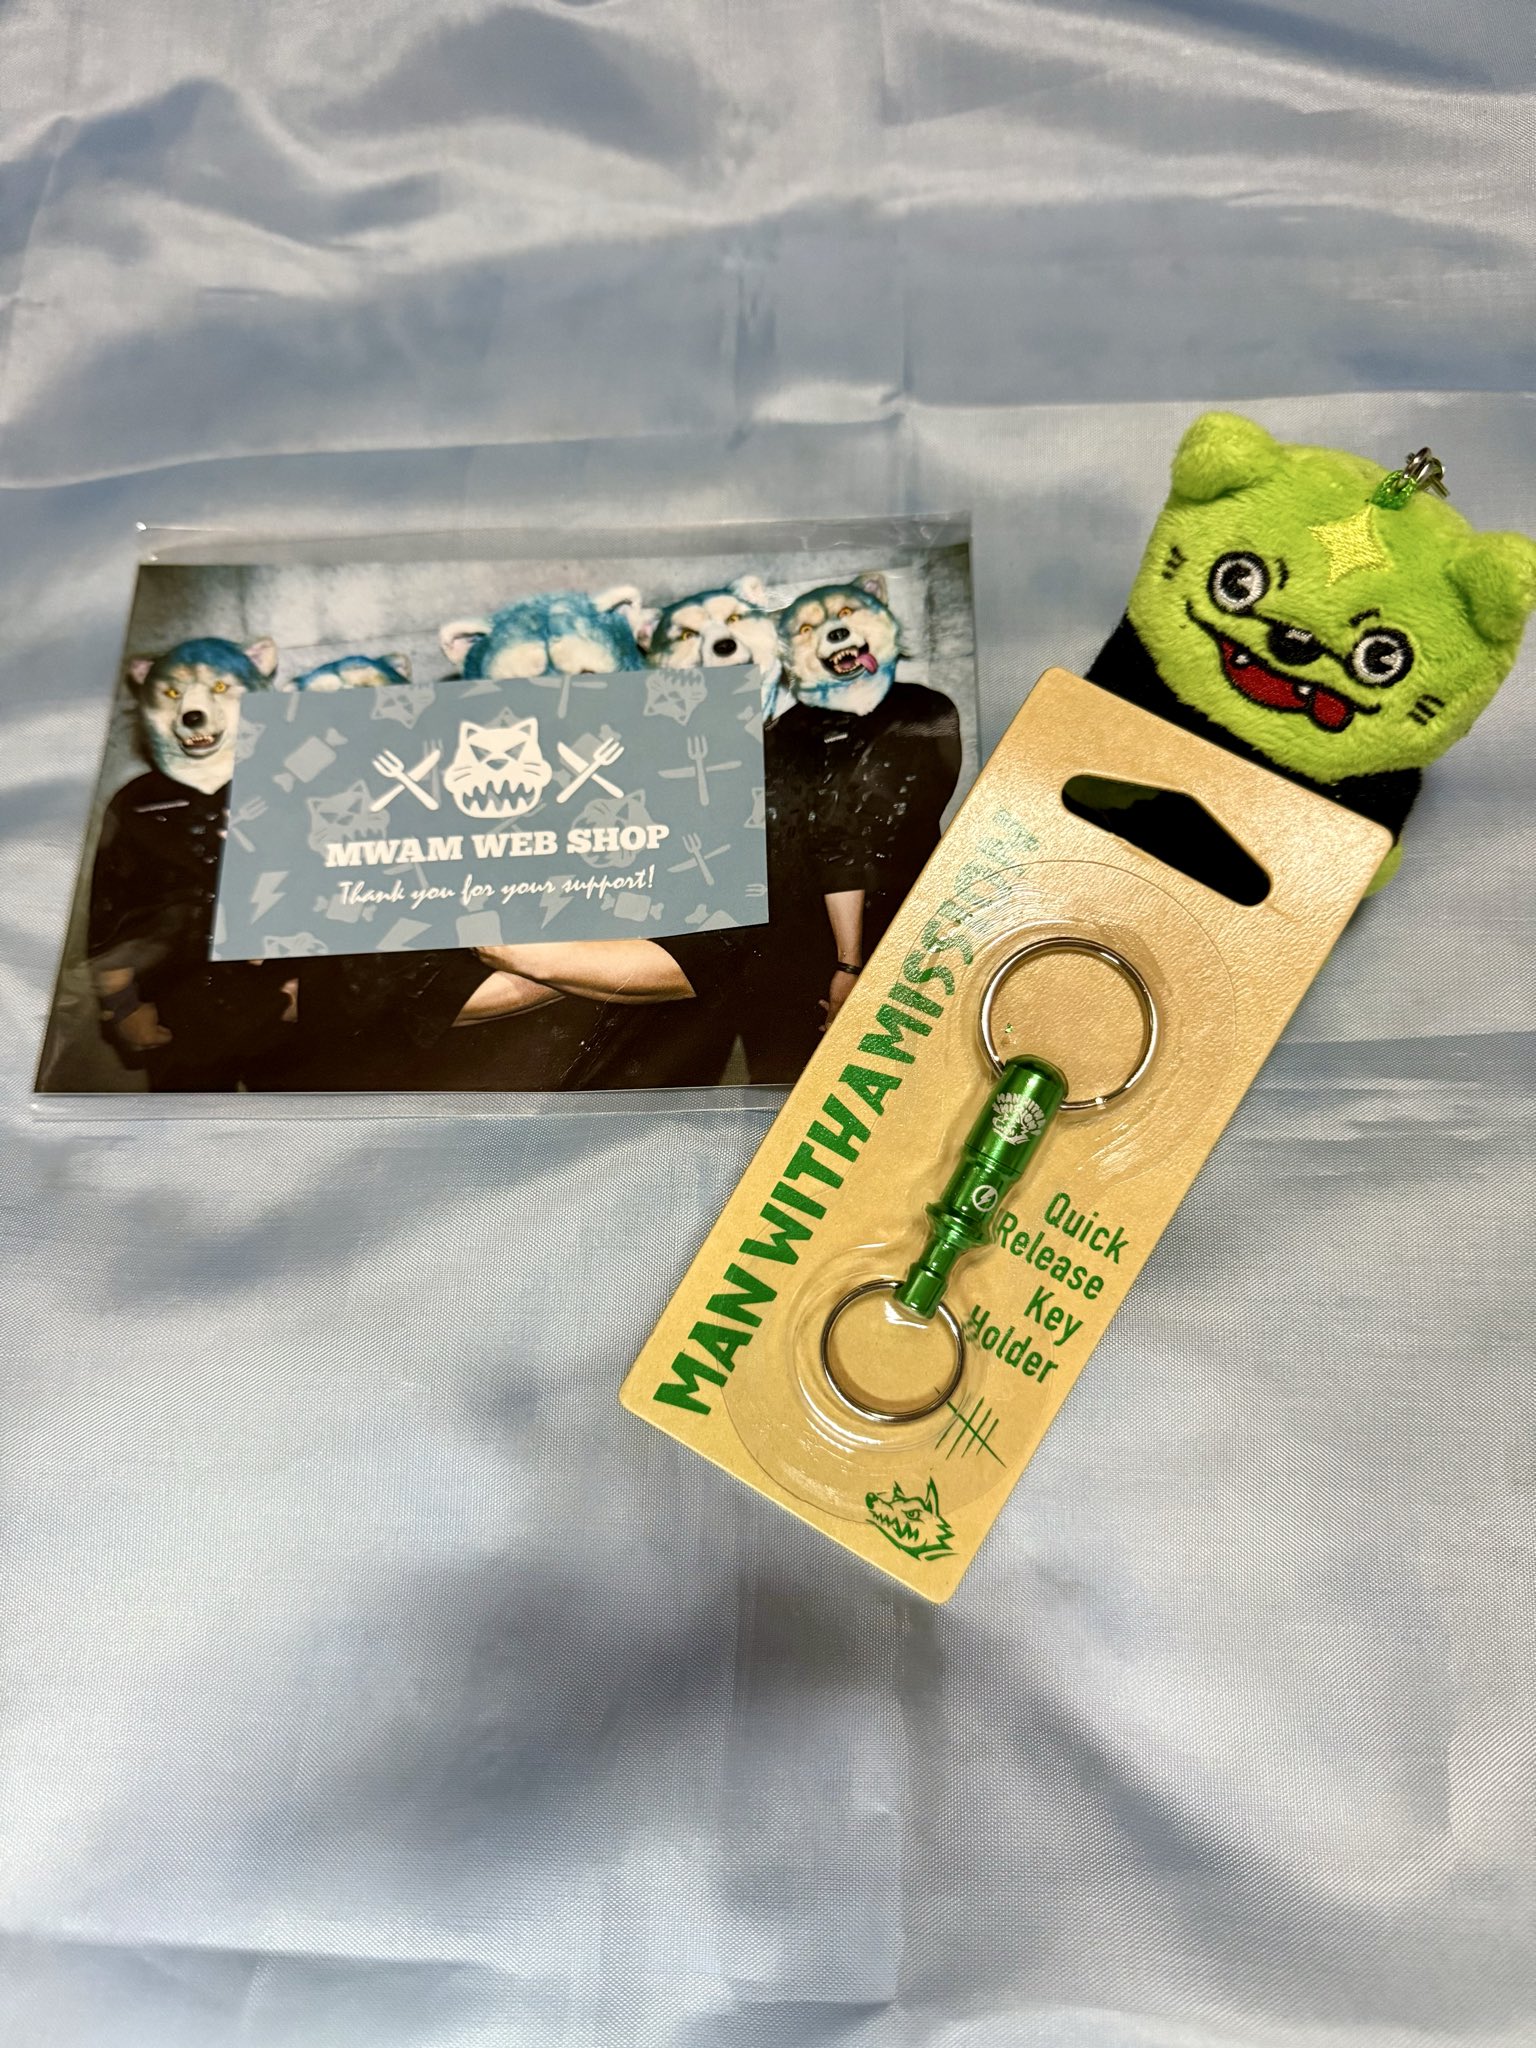 MWAM WEB SHOP
Thank you for your support!
MAN WITH A MISSION
Quick
Release
Key
Holder